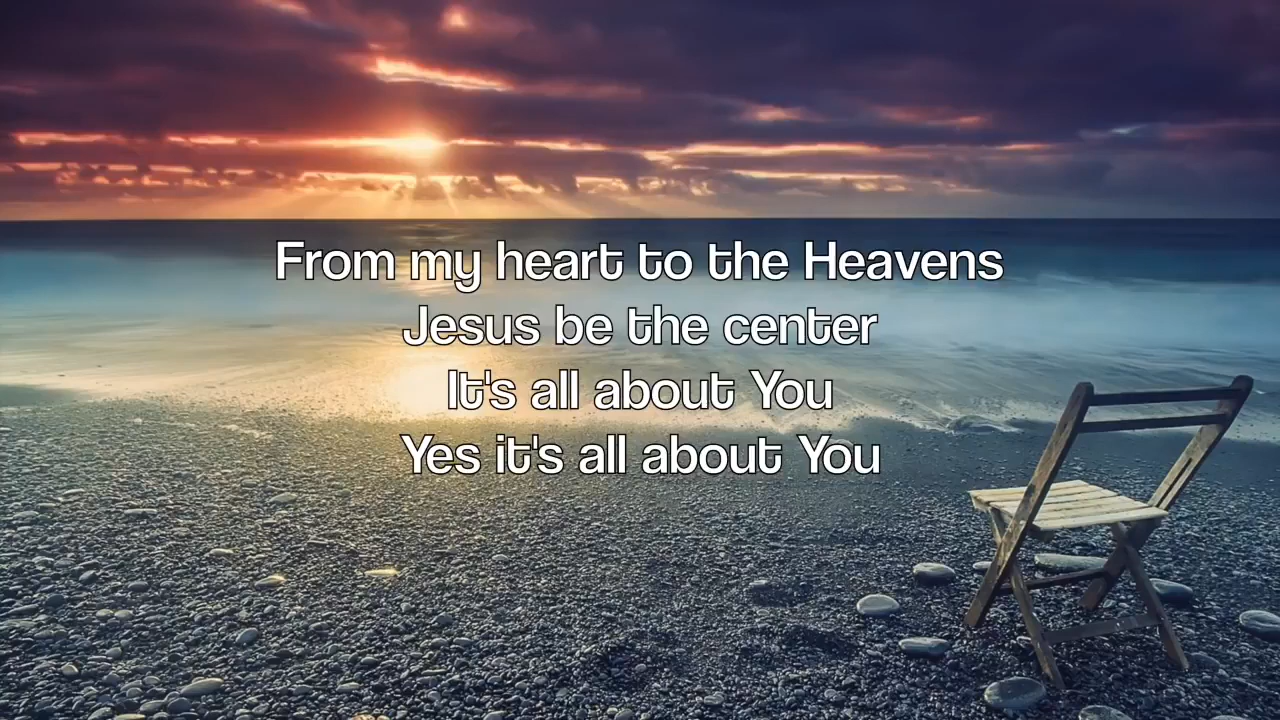 From my heart to the Heavens
Jesus be the center
It's all about You
Yes it's all about You